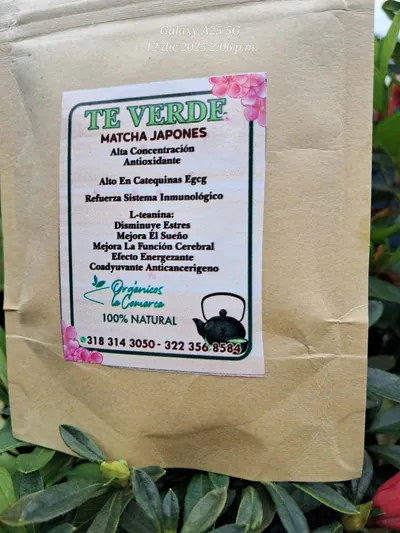 Galaxy A25 5G
12 dic 2025 2:06 p.m
TE VERDE
MATCHA JAPONES
Alta Concentración
Antioxidante
Alto En Catequinas Egcg
Refuerza Sistema Inmunológico
L-teanina:
Disminuye Estres
Mejora El Sueño
Mejora La Función Cerebral
Efecto Energezante
Coadyuvante Anticancerigeno
Orgánicos
la Comarca
100% NATURAL
318 314 3050 - 322 356 8584